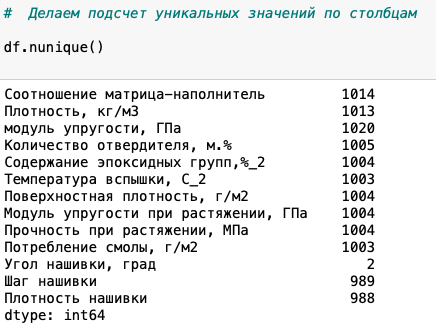 #  Делаем подсчет уникальных значений по столбцам
df.nunique()
Соотношение матрица-наполнитель 1014
Плотность, кг/м3 1013
модуль упругости, ГПа 1020
Количество отвердителя, м.% 1005
Содержание эпоксидных групп,%_2 1004
Температура вспышки, С_2 1003
Поверхностная плотность, г/м2 1004
Модуль упругости при растяжении, ГПа 1004
Прочность при растяжении, МПа 1004
Потребление смолы, г/м2 1003
Угол нашивки, град 2
Шаг нашивки 989
Плотность нашивки 988
dtype: int64